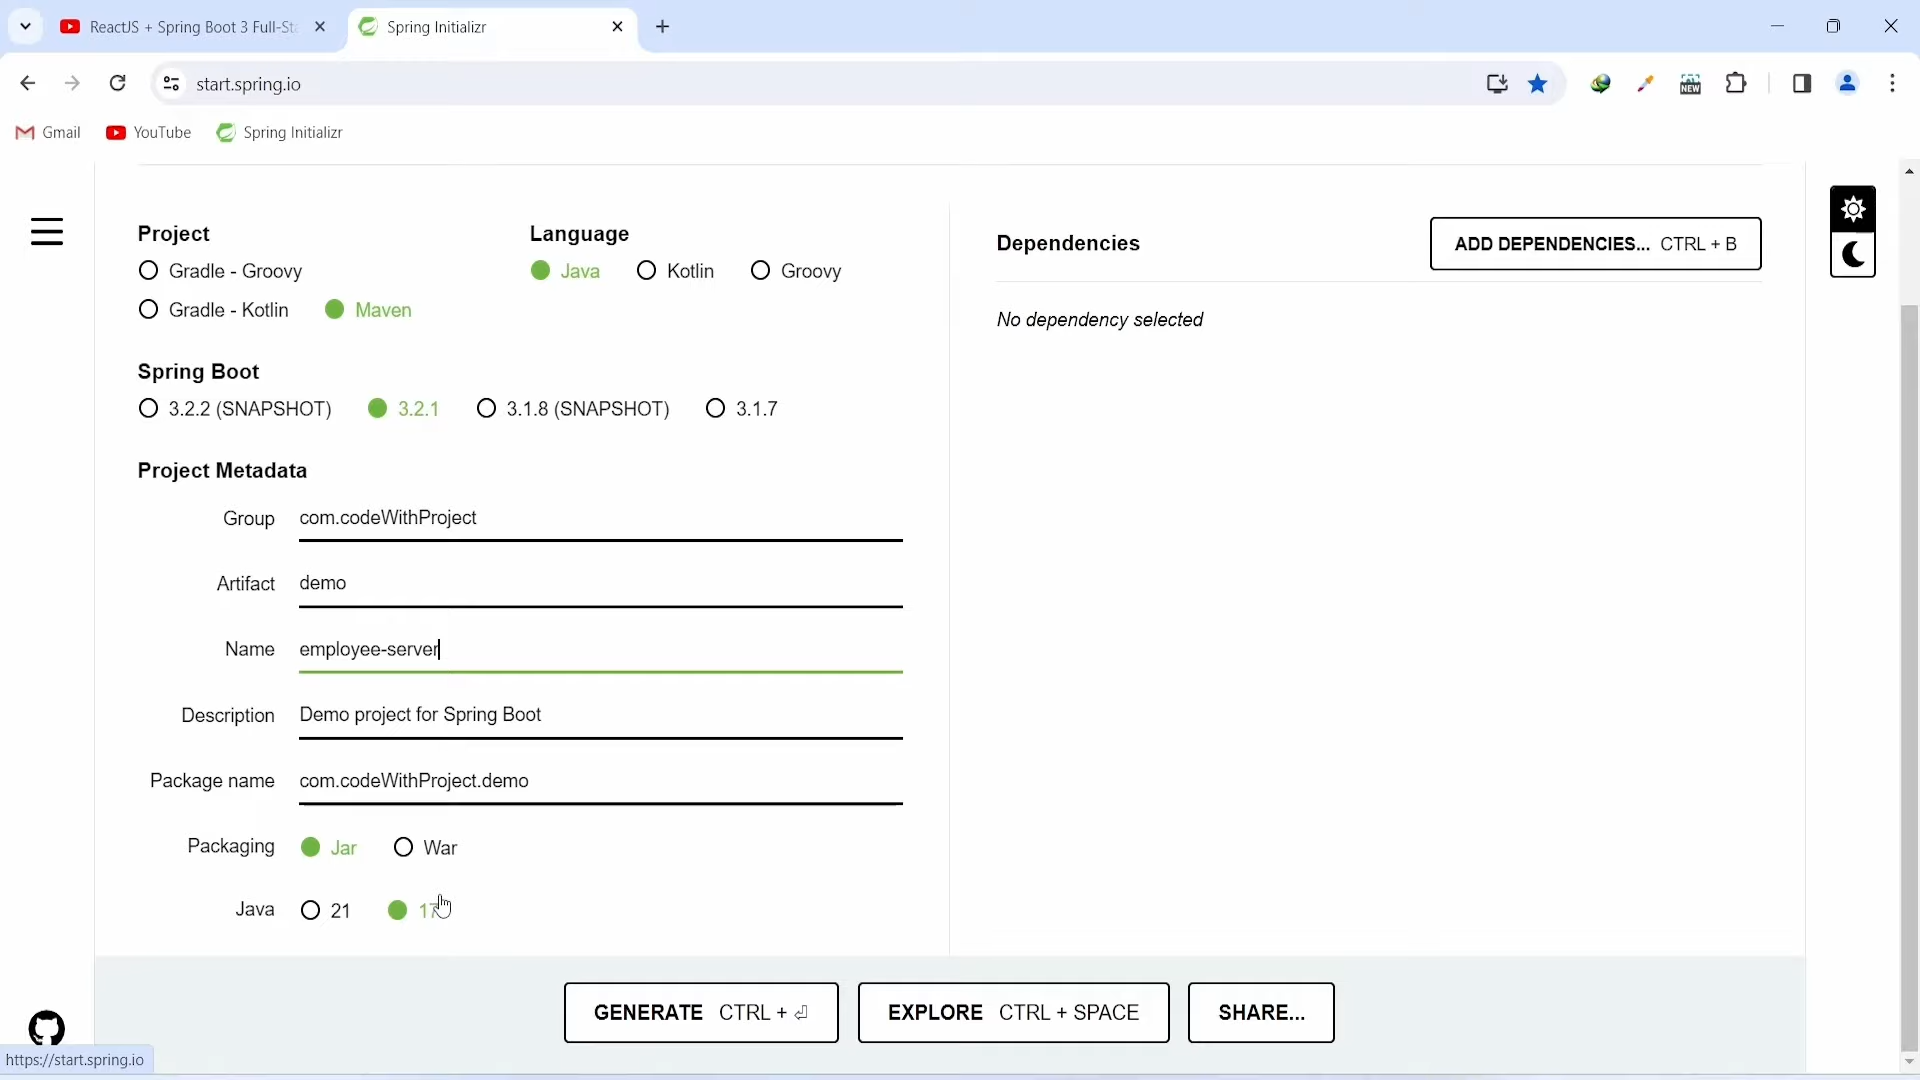 ReactJS + Spring Boot 3 Full-Sta
Spring Initializr
start.spring.io
NEW
Gmail
YouTube
Spring Initializr
Project
Language
Gradle - Groovy
Java
Kotlin
Groovy
Gradle - Kotlin
Maven
Dependencies
ADD DEPENDENCIES... CTRL + B
No dependency selected
Spring Boot
3.2.2 (SNAPSHOT)
3.2.1
3.1.8 (SNAPSHOT)
3.1.7
Project Metadata
Group
com.codeWithProject
Artifact
demo
Name
employee-server
Description
Demo project for Spring Boot
Package name
com.codeWithProject.demo
Packaging
Jar
War
Java
21
17
GENERATE CTRL + ⏎
EXPLORE CTRL + SPACE
SHARE...
https://start.spring.io